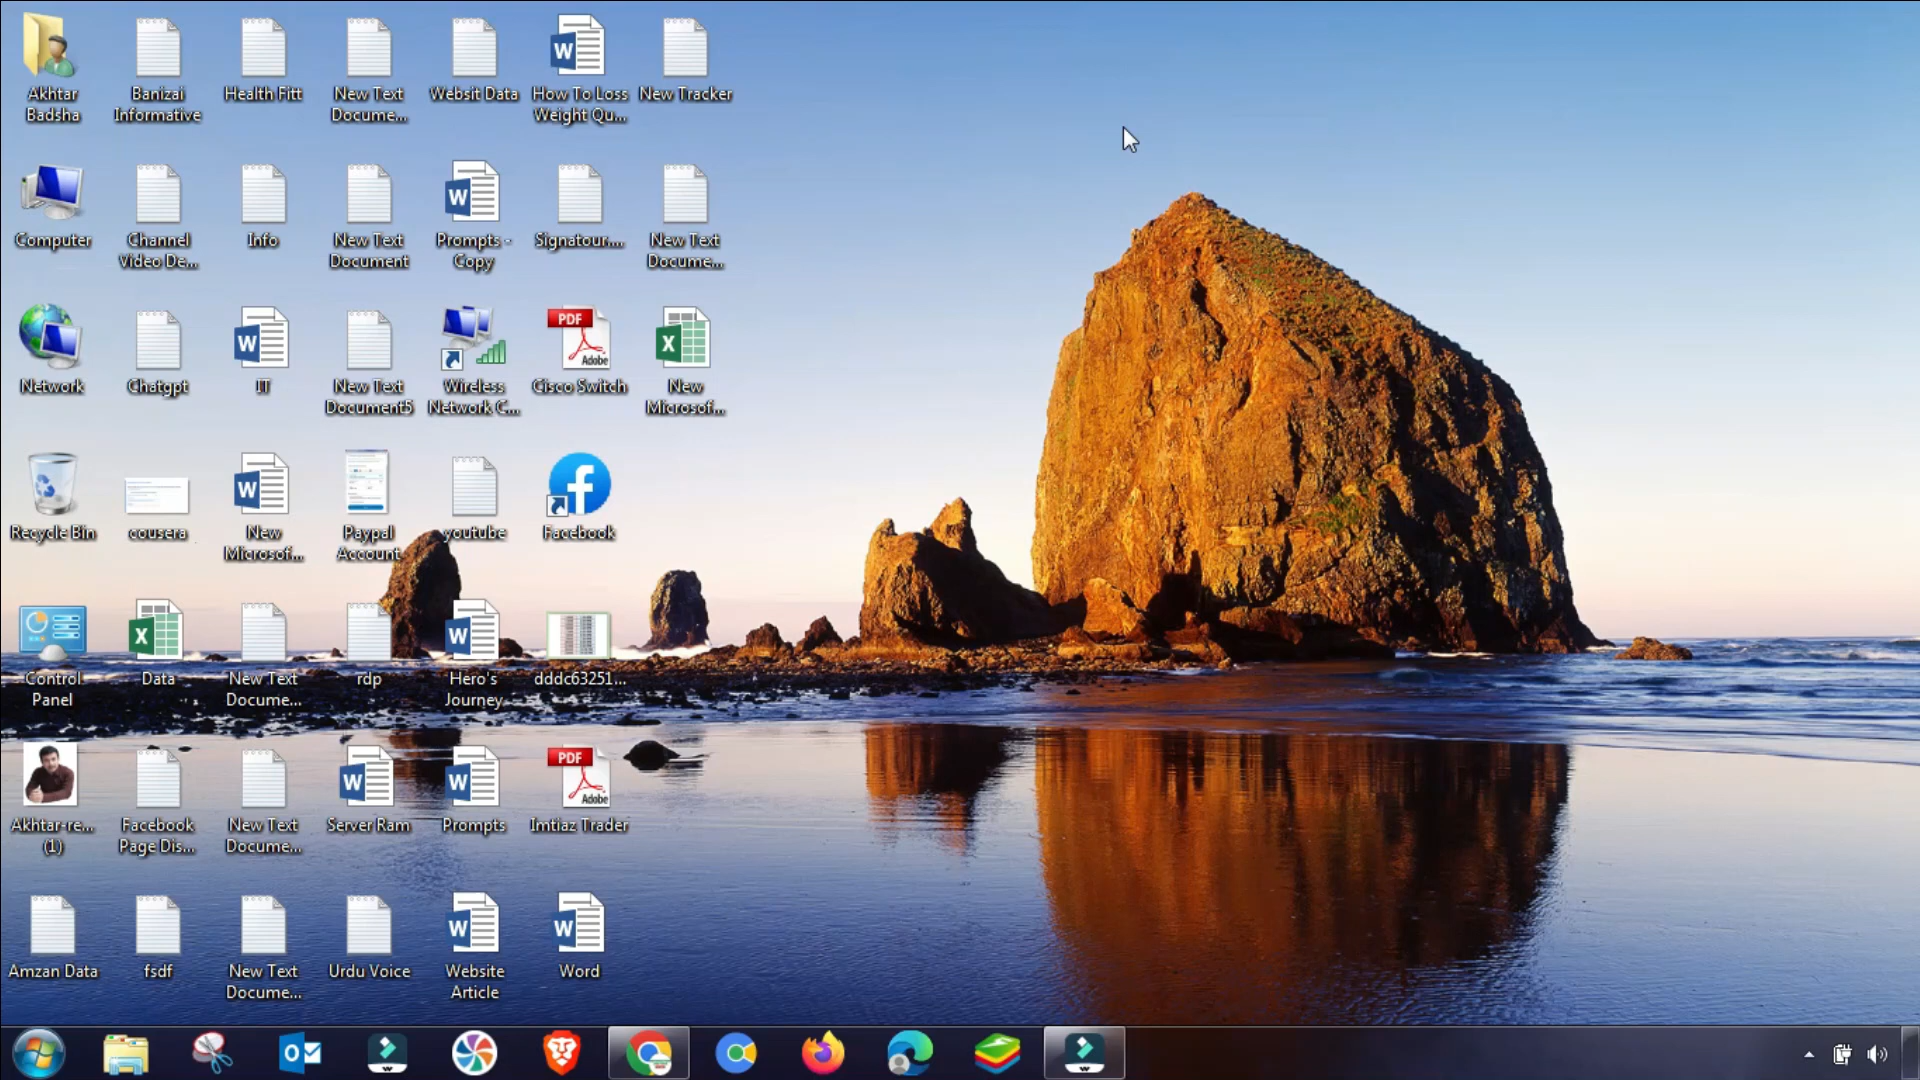 Akhtar
Badsha
Banizai
Informative
Health Fitt
New Text
Docume...
Websit Data
How To Loss
Weight Qu...
New Tracker
Computer
Channel
Video De...
Info
New Text
Document
Prompts -
Copy
Signatour....
New Text
Docume...
Network
Chatgpt
IT
New Text
Document5
Wireless
Network C...
PDF
Adobe
Cisco Switch
New
Microsof...
Recycle Bin
cousera
New
Microsof...
Paypal
Account
youtube
Facebook
Control
Panel
Data
New Text
Docume...
rdp
Hero's
Journey
dddc63251...
Akhtar-re...
(1)
Facebook
Page Dis...
New Text
Docume...
Server Ram
Prompts
PDF
Adobe
Imtiaz Trader
Amzan Data
fsdf
New Text
Docume...
Urdu Voice
Website
Article
Word